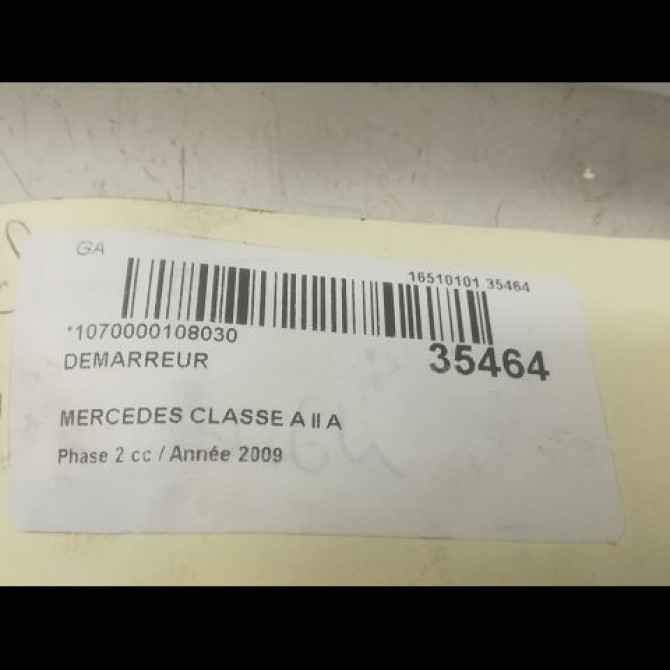 GA
16510101 35464
*1070000108030
35464
DEMARREUR
MERCEDES CLASSE A II A
Phase 2 cc / Année 2009